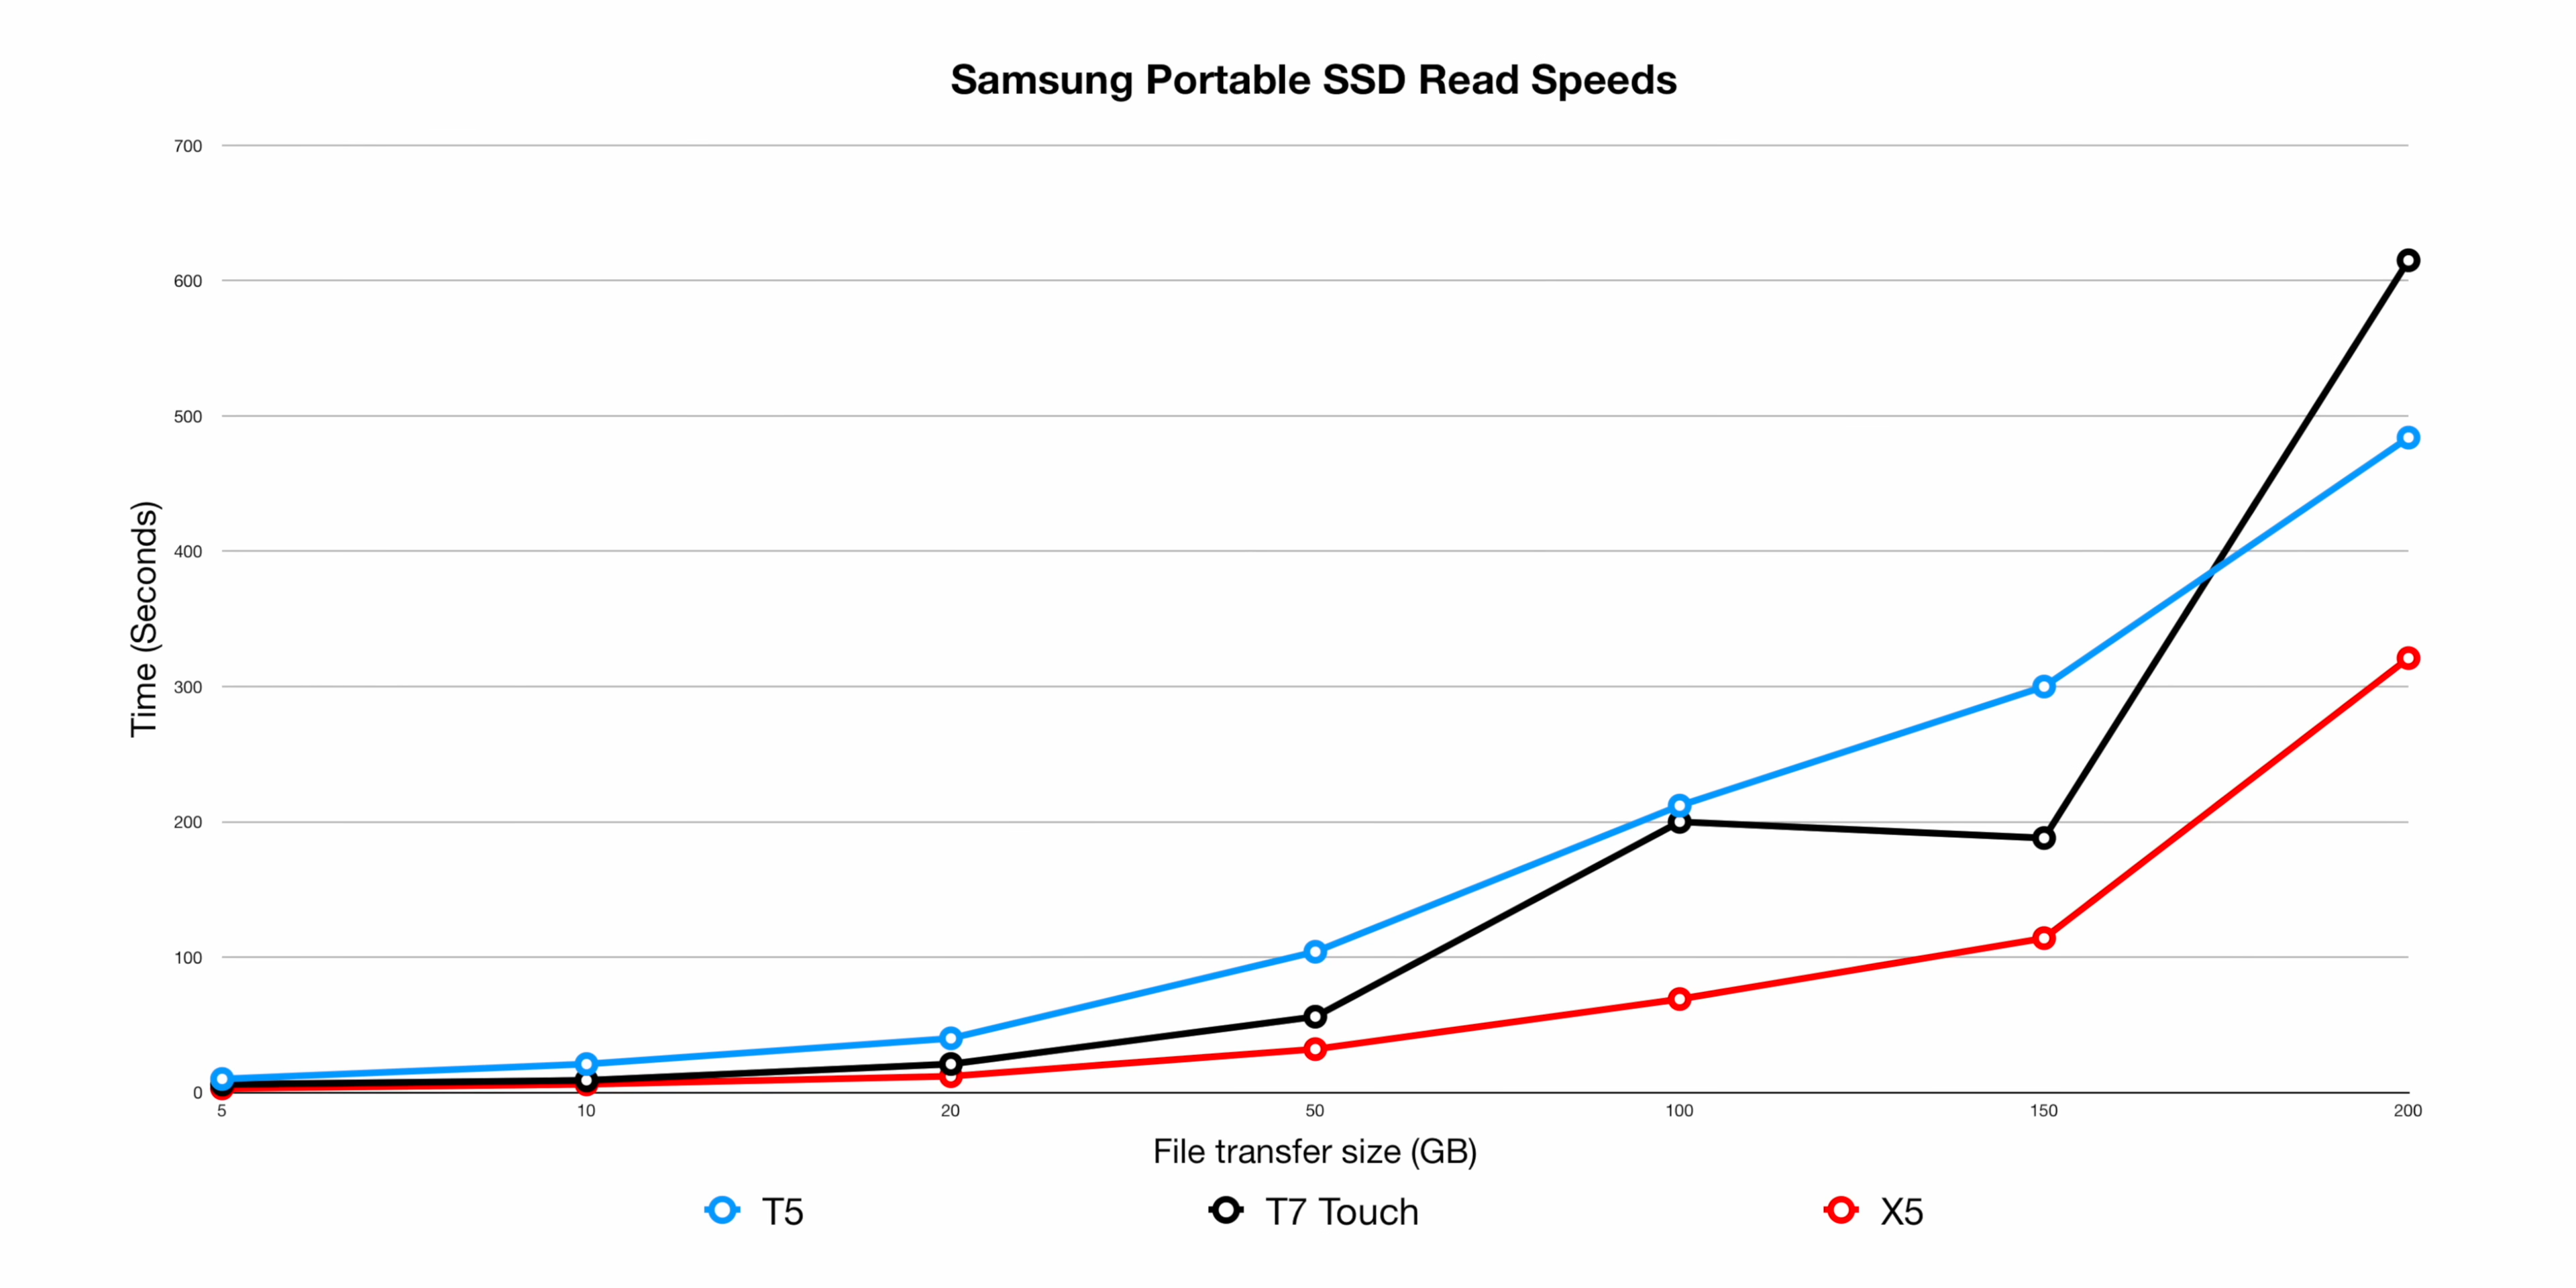 Samsung Portable SSD Read Speeds
700
600
500
400
300
200
100
0
Time (Seconds)
5 10 20 50 100 150 200
File transfer size (GB)
T5 T7 Touch X5